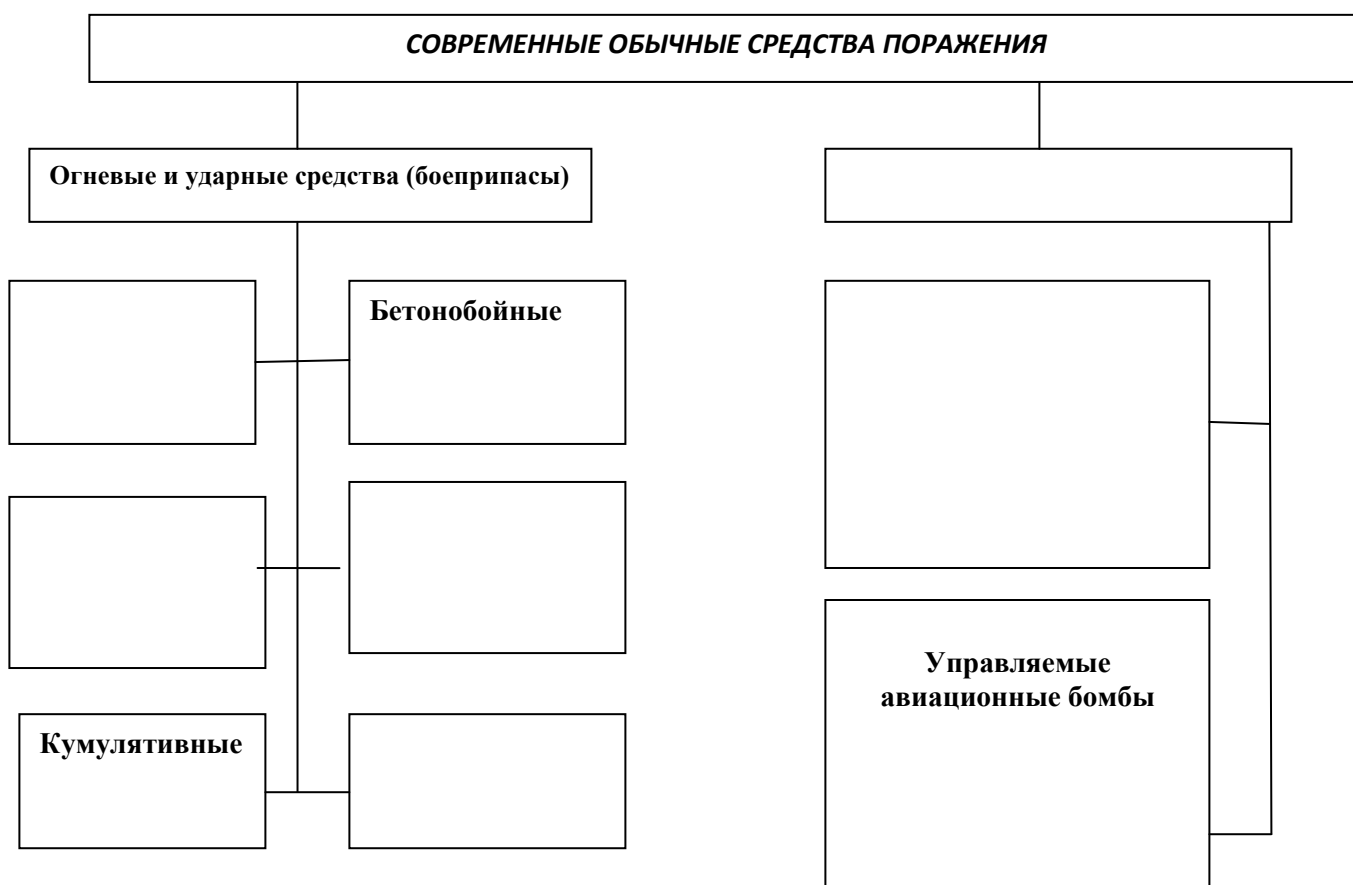 СОВРЕМЕННЫЕ ОБЫЧНЫЕ СРЕДСТВА ПОРАЖЕНИЯ
Огневые и ударные средства (боеприпасы)
Бетонобойные
Кумулятивные
Управляемые
авиационные бомбы